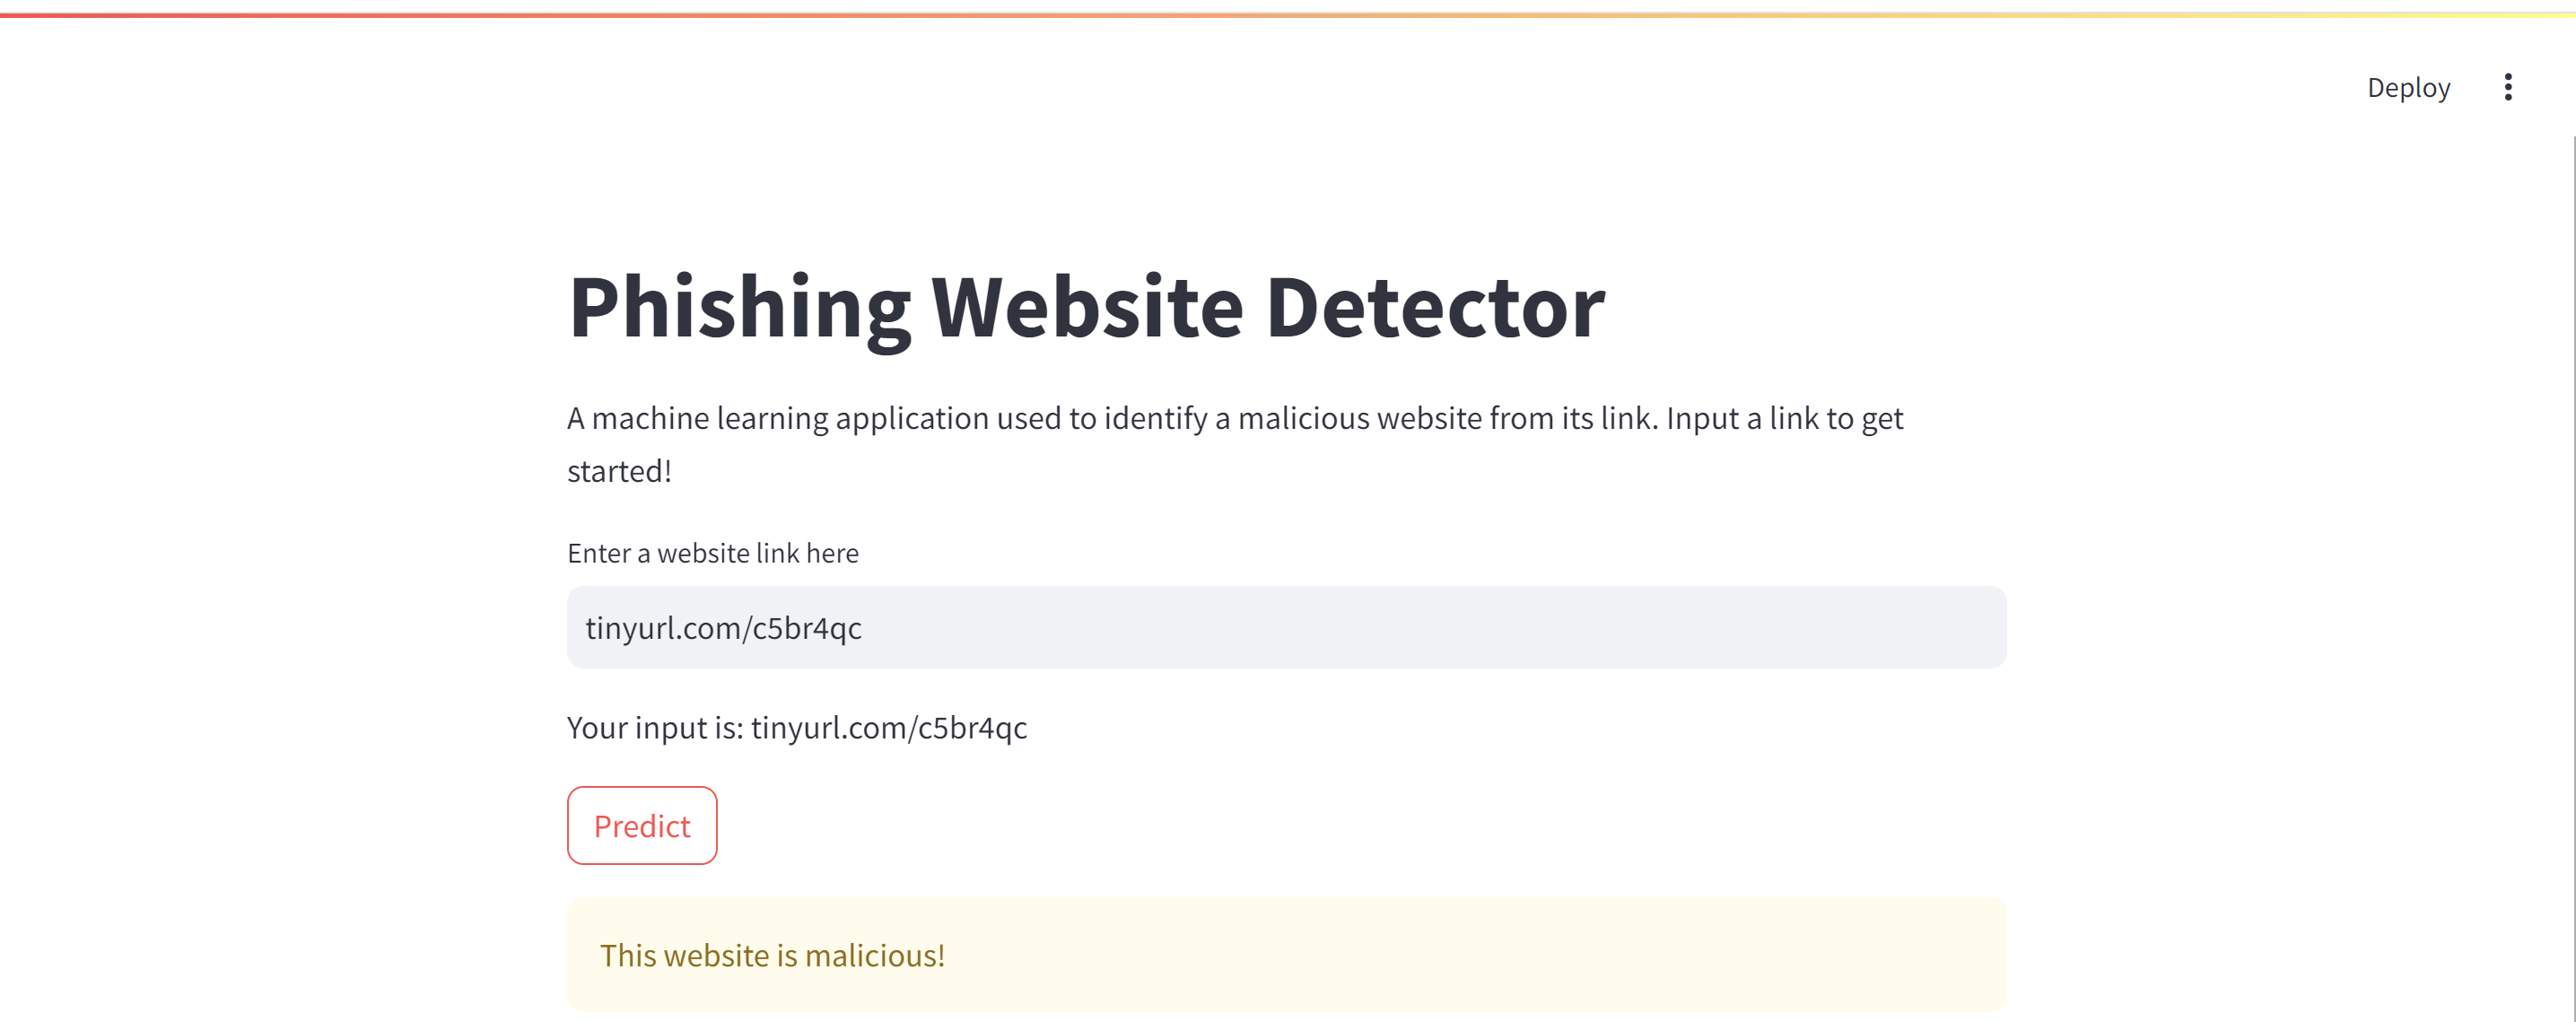 Deploy
Phishing Website Detector
A machine learning application used to identify a malicious website from its link. Input a link to get
started!
Enter a website link here
tinyurl.com/c5br4qc
Your input is: tinyurl.com/c5br4qc
Predict
This website is malicious!